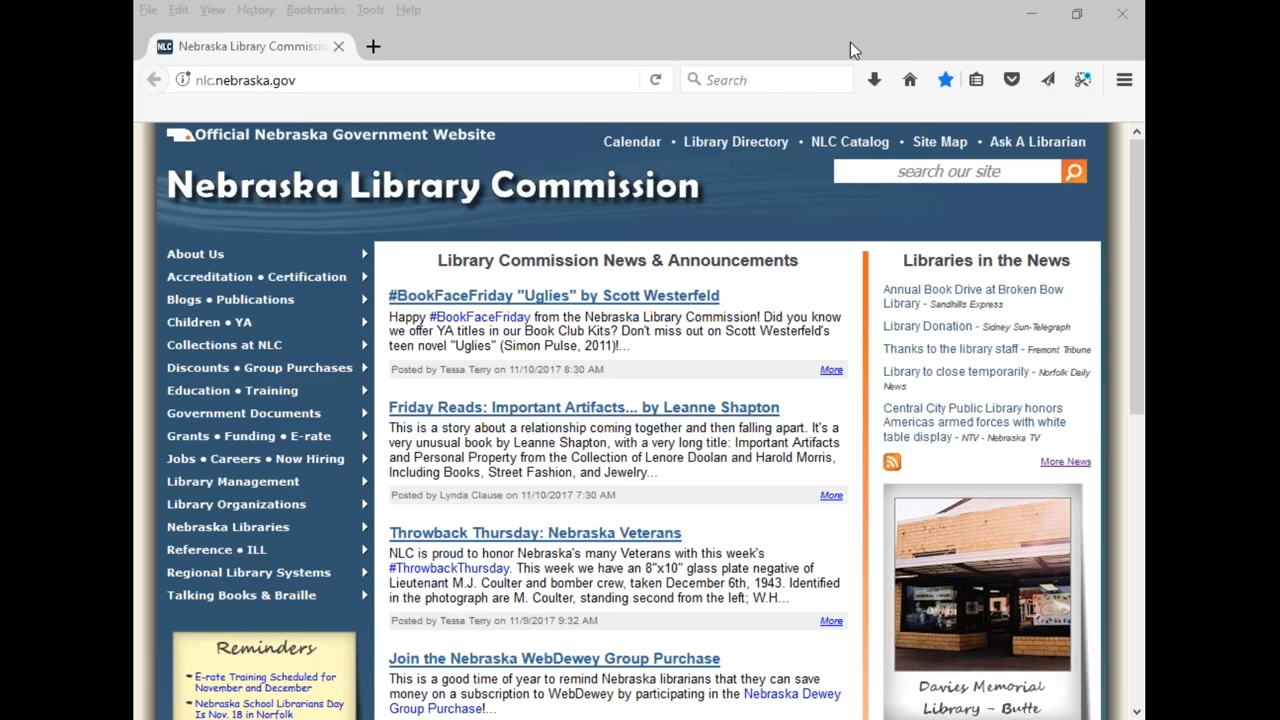 File Edit View History Bookmarks Tools Help
NLC Nebraska Library Commissio
nlc.nebraska.gov
Search
Official Nebraska Government Website
Calendar • Library Directory • NLC Catalog • Site Map • Ask A Librarian
Nebraska Library Commission
search our site
About Us
Accreditation • Certification
Blogs • Publications
Children • YA
Collections at NLC
Discounts • Group Purchases
Education • Training
Government Documents
Grants • Funding • E-rate
Jobs • Careers • Now Hiring
Library Management
Library Organizations
Nebraska Libraries
Reference • ILL
Regional Library Systems
Talking Books & Braille
Reminders
E-rate Training Scheduled for
November and December
Nebraska School Librarians Day
Is Nov. 18 in Norfolk
Library Commission News & Announcements
#BookFaceFriday "Uglies" by Scott Westerfeld
Happy #BookFaceFriday from the Nebraska Library Commission! Did you know
we offer YA titles in our Book Club Kits? Don't miss out on Scott Westerfeld's
teen novel "Uglies" (Simon Pulse, 2011)!...
Posted by Tessa Terry on 11/10/2017 8:30 AM More
Friday Reads: Important Artifacts... by Leanne Shapton
This is a story about a relationship coming together and then falling apart. It's a
very unusual book by Leanne Shapton, with a very long title: Important Artifacts
and Personal Property from the Collection of Lenore Doolan and Harold Morris,
Including Books, Street Fashion, and Jewelry...
Posted by Lynda Clause on 11/10/2017 7:30 AM More
Throwback Thursday: Nebraska Veterans
NLC is proud to honor Nebraska's many Veterans with this week's
#ThrowbackThursday. This week we have an 8"x10" glass plate negative of
Lieutenant M.J. Coulter and bomber crew, taken December 6th, 1943. Identified
in the photograph are M. Coulter, standing second from the left; W.H...
Posted by Tessa Terry on 11/9/2017 9:32 AM More
Join the Nebraska WebDewey Group Purchase
This is a good time of year to remind Nebraska librarians that they can save
money on a subscription to WebDewey by participating in the Nebraska Dewey
Group Purchase!...
Libraries in the News
Annual Book Drive at Broken Bow
Library - Sandhills Express
Library Donation - Sidney Sun-Telegraph
Thanks to the library staff - Fremont Tribune
Library to close temporarily - Norfolk Daily
News
Central City Public Library honors
Americas armed forces with white
table display - NTV - Nebraska TV
More News
Davies Memorial
Library - Butte